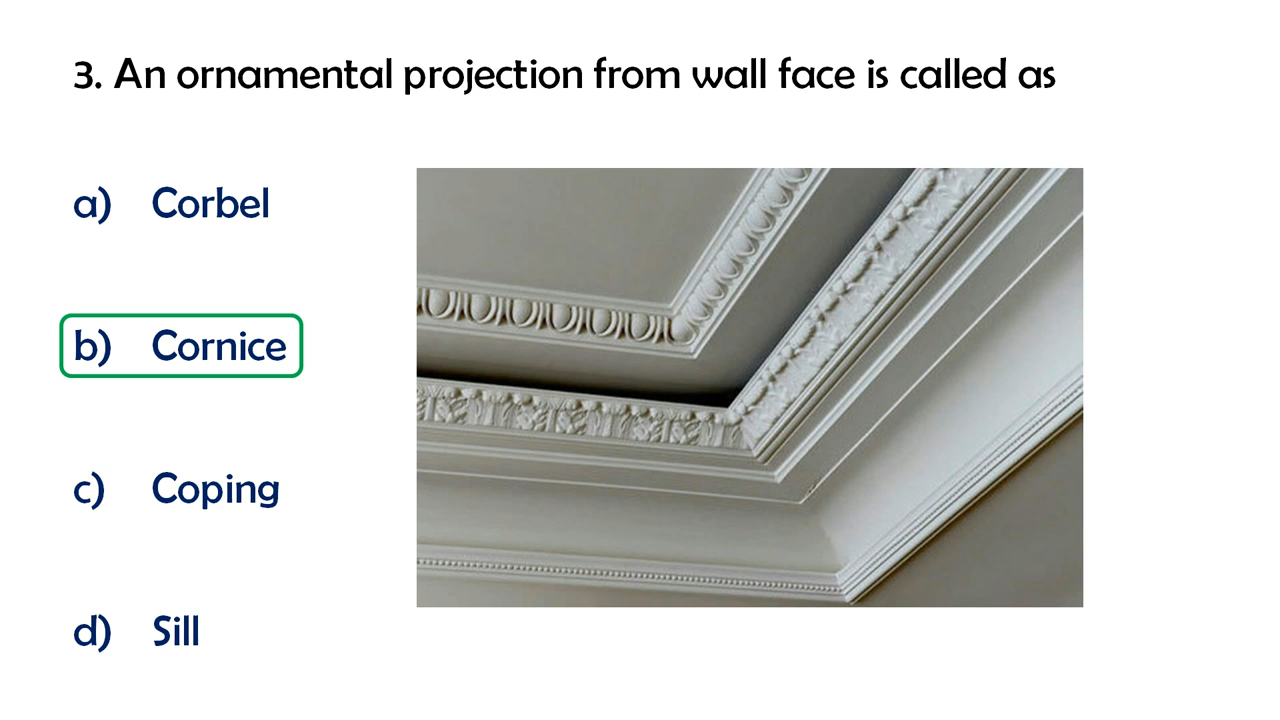 3. An ornamental projection from wall face is called as
a) Corbel
b) Cornice
c) Coping
d) Sill